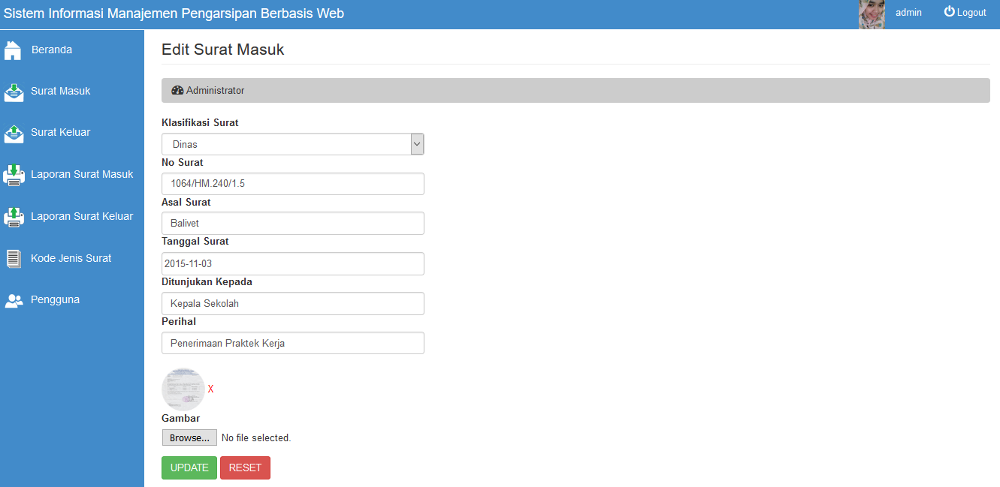 Sistem Informasi Manajemen Pengarsipan Berbasis Web
admin
Logout
Beranda
Surat Masuk
Surat Keluar
Laporan Surat Masuk
Laporan Surat Keluar
Kode Jenis Surat
Pengguna
Edit Surat Masuk
Administrator
Klasifikasi Surat
Dinas
No Surat
1064/HM.240/1.5
Asal Surat
Balivet
Tanggal Surat
2015-11-03
Ditunjukan Kepada
Kepala Sekolah
Perihal
Penerimaan Praktek Kerja
X
Gambar
Browse... No file selected.
UPDATE RESET